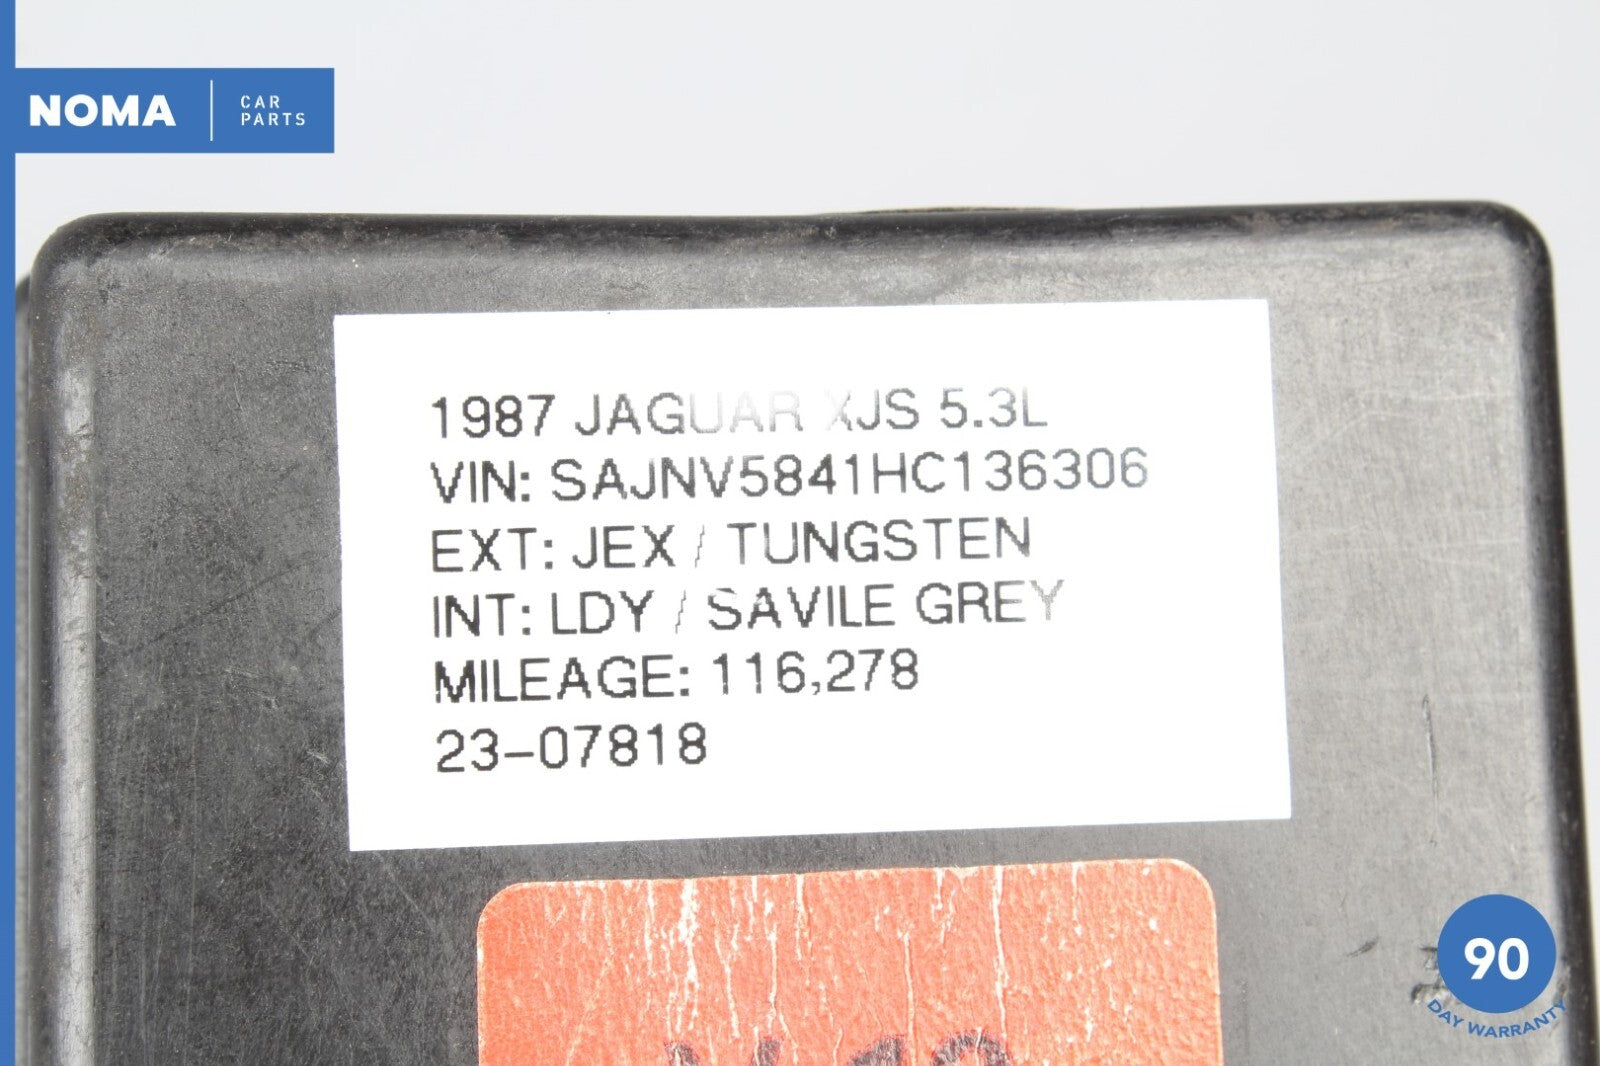 NOMA
CAR
PARTS
1987 JAGUAR XJS 5.3L
VIN: SAJNV5841HC136306
EXT: JEX / TUNGSTEN
INT: LDY / SAVILE GREY
MILEAGE: 116,278
23-07818
90
DAY WARRANTY